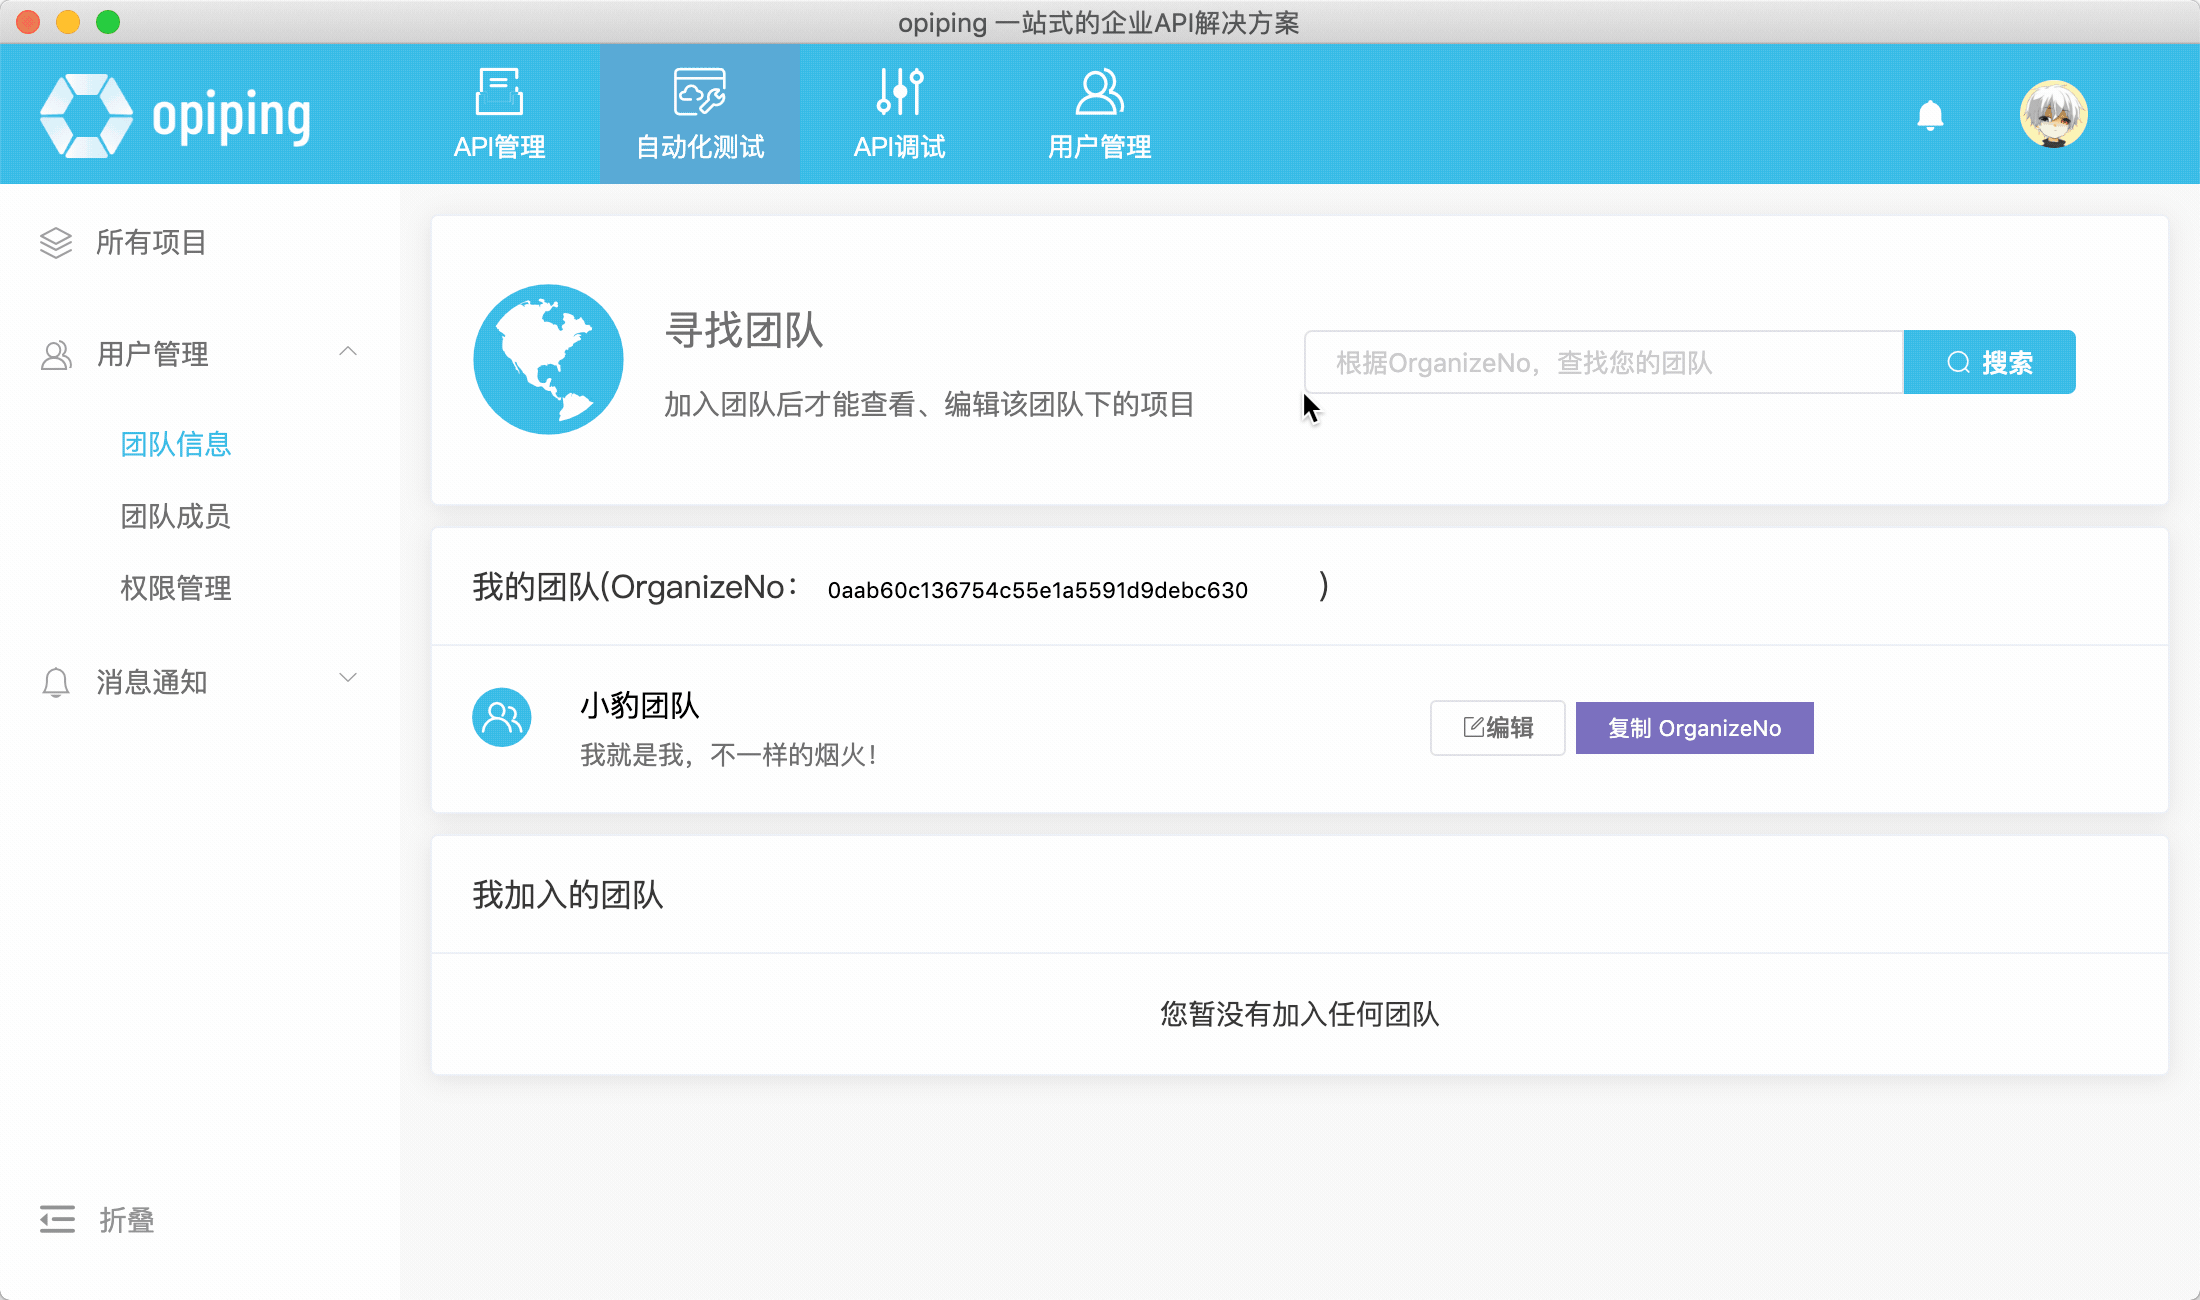 opiping 一站式的企业API解决方案
opiping
API管理
自动化测试
API调试
用户管理
所有项目
用户管理
团队信息
团队成员
权限管理
消息通知
折叠
寻找团队
加入团队后才能查看、编辑该团队下的项目
根据OrganizeNo，查找您的团队
搜索
我的团队(OrganizeNo： 0aab60c136754c55e1a5591d9debc630 )
小豹团队
我就是我，不一样的烟火！
编辑
复制 OrganizeNo
我加入的团队
您暂没有加入任何团队